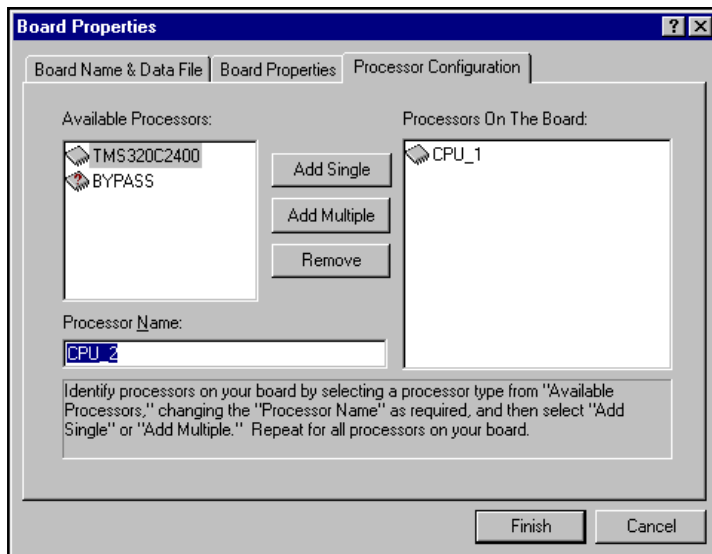 Board Properties
Board Name & Data File
Board Properties
Processor Configuration
Available Processors:
TMS320C2400
BYPASS
Add Single
Add Multiple
Remove
Processors On The Board:
CPU_1
Processor Name:
CPU_2
Identify processors on your board by selecting a processor type from "Available
Processors," changing the "Processor Name" as required, and then select "Add
Single" or "Add Multiple."  Repeat for all processors on your board.
Finish
Cancel